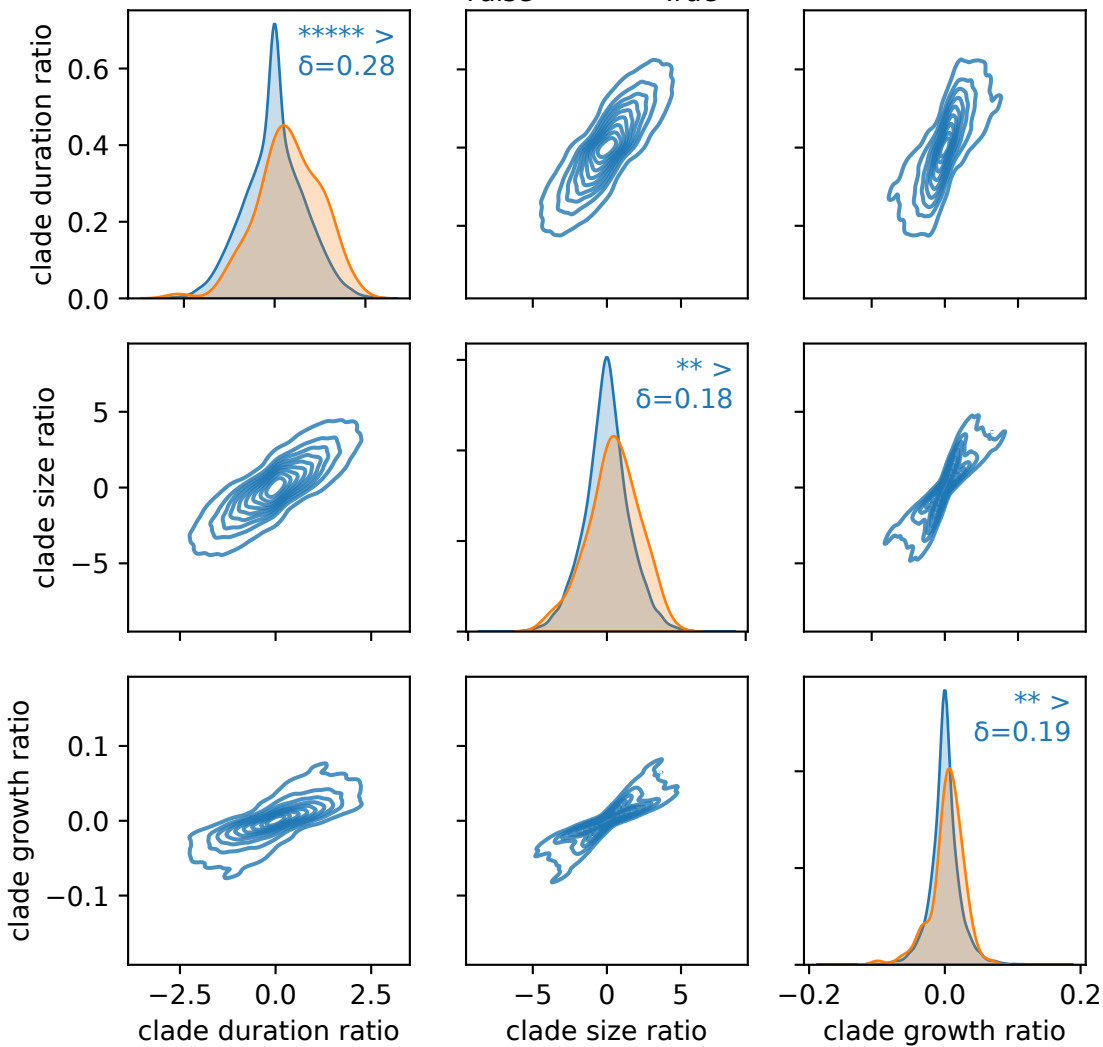 clade duration ratio
0.6
0.4
0.2
0.0
***** >
δ=0.28
clade size ratio
5
0
−5
** >
δ=0.18
clade growth ratio
0.1
0.0
−0.1
** >
δ=0.19
−2.5 0.0 2.5
−5 0 5
−0.2 0.0 0.2
clade duration ratio
clade size ratio
clade growth ratio